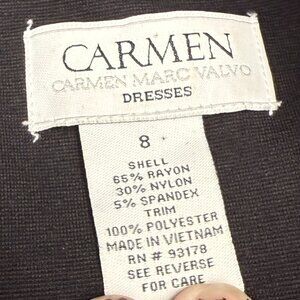 CARMEN
CARMEN MARC VALVO
DRESSES
8
SHELL
65% RAYON
30% NYLON
5% SPANDEX
TRIM
100% POLYESTER
MADE IN VIETNAM
RN # 93178
SEE REVERSE
FOR CARE